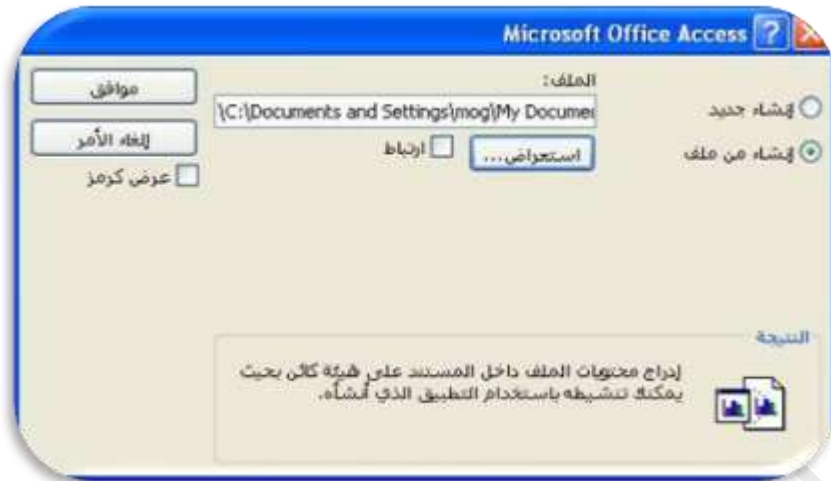 Microsoft Office Access
إنشاء جديد
إنشاء من ملف
الملف:
\C:\Documents and Settings\mog\My Docume
استعراض...
ارتباط
موافق
إلغاء الأمر
عرض كرمز
النتيجة
إدراج محتويات الملف داخل المستند على هيئة كائن بحيث
يمكنك تنشيطه باستخدام التطبيق الذي أنشأه.